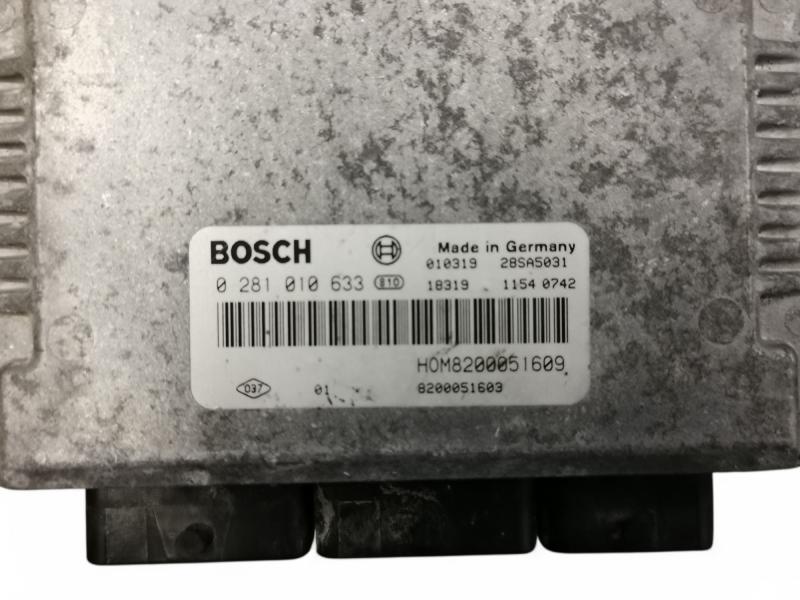 BOSCH Made in Germany
010319 28SA5031
0 281 010 633 810 18319 1154 0742
HOM8200051609
037 01 8200051603